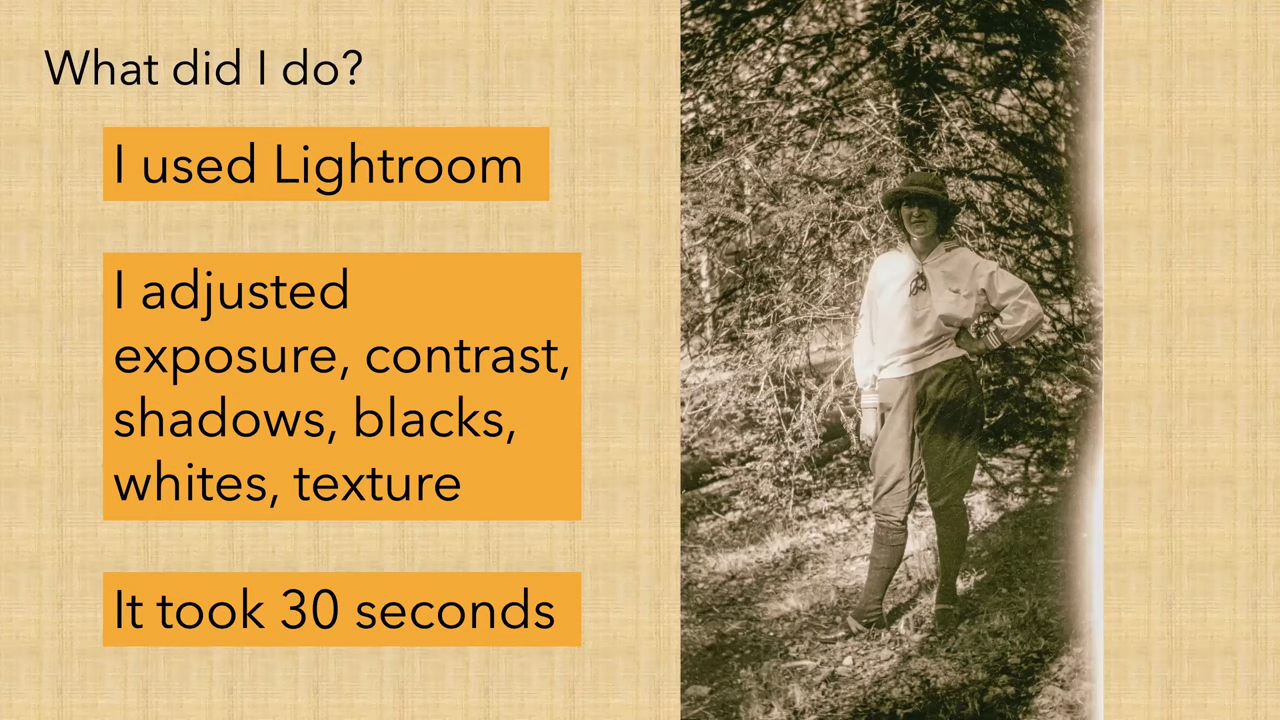 What did I do?
I used Lightroom
I adjusted
exposure, contrast,
shadows, blacks,
whites, texture
It took 30 seconds